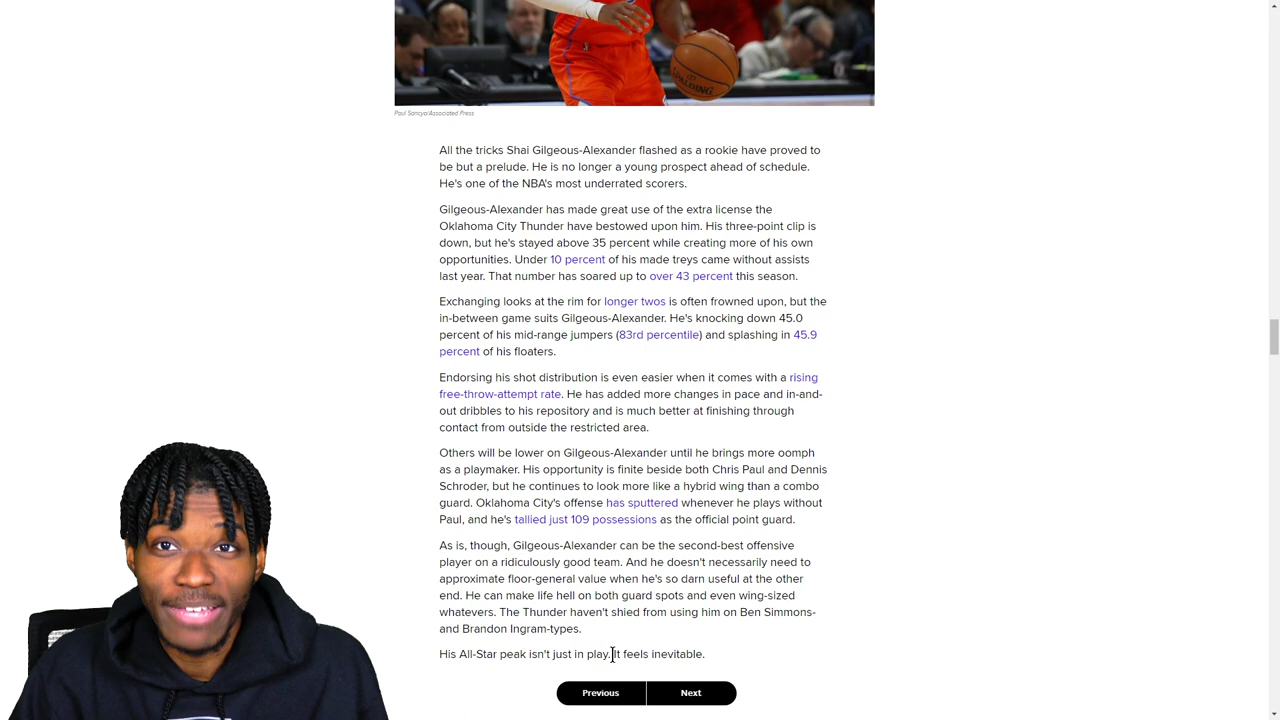 SPALDING
Paul Sancya/Associated Press
All the tricks Shai Gilgeous-Alexander flashed as a rookie have proved to
be but a prelude. He is no longer a young prospect ahead of schedule.
He's one of the NBA's most underrated scorers.
Gilgeous-Alexander has made great use of the extra license the
Oklahoma City Thunder have bestowed upon him. His three-point clip is
down, but he's stayed above 35 percent while creating more of his own
opportunities. Under 10 percent of his made treys came without assists
last year. That number has soared up to over 43 percent this season.
Exchanging looks at the rim for longer twos is often frowned upon, but the
in-between game suits Gilgeous-Alexander. He's knocking down 45.0
percent of his mid-range jumpers (83rd percentile) and splashing in 45.9
percent of his floaters.
Endorsing his shot distribution is even easier when it comes with a rising
free-throw-attempt rate. He has added more changes in pace and in-and-
out dribbles to his repository and is much better at finishing through
contact from outside the restricted area.
Others will be lower on Gilgeous-Alexander until he brings more oomph
as a playmaker. His opportunity is finite beside both Chris Paul and Dennis
Schroder, but he continues to look more like a hybrid wing than a combo
guard. Oklahoma City's offense has sputtered whenever he plays without
Paul, and he's tallied just 109 possessions as the official point guard.
As is, though, Gilgeous-Alexander can be the second-best offensive
player on a ridiculously good team. And he doesn't necessarily need to
approximate floor-general value when he's so darn useful at the other
end. He can make life hell on both guard spots and even wing-sized
whatevers. The Thunder haven't shied from using him on Ben Simmons-
and Brandon Ingram-types.
His All-Star peak isn't just in play. It feels inevitable.
Previous
Next